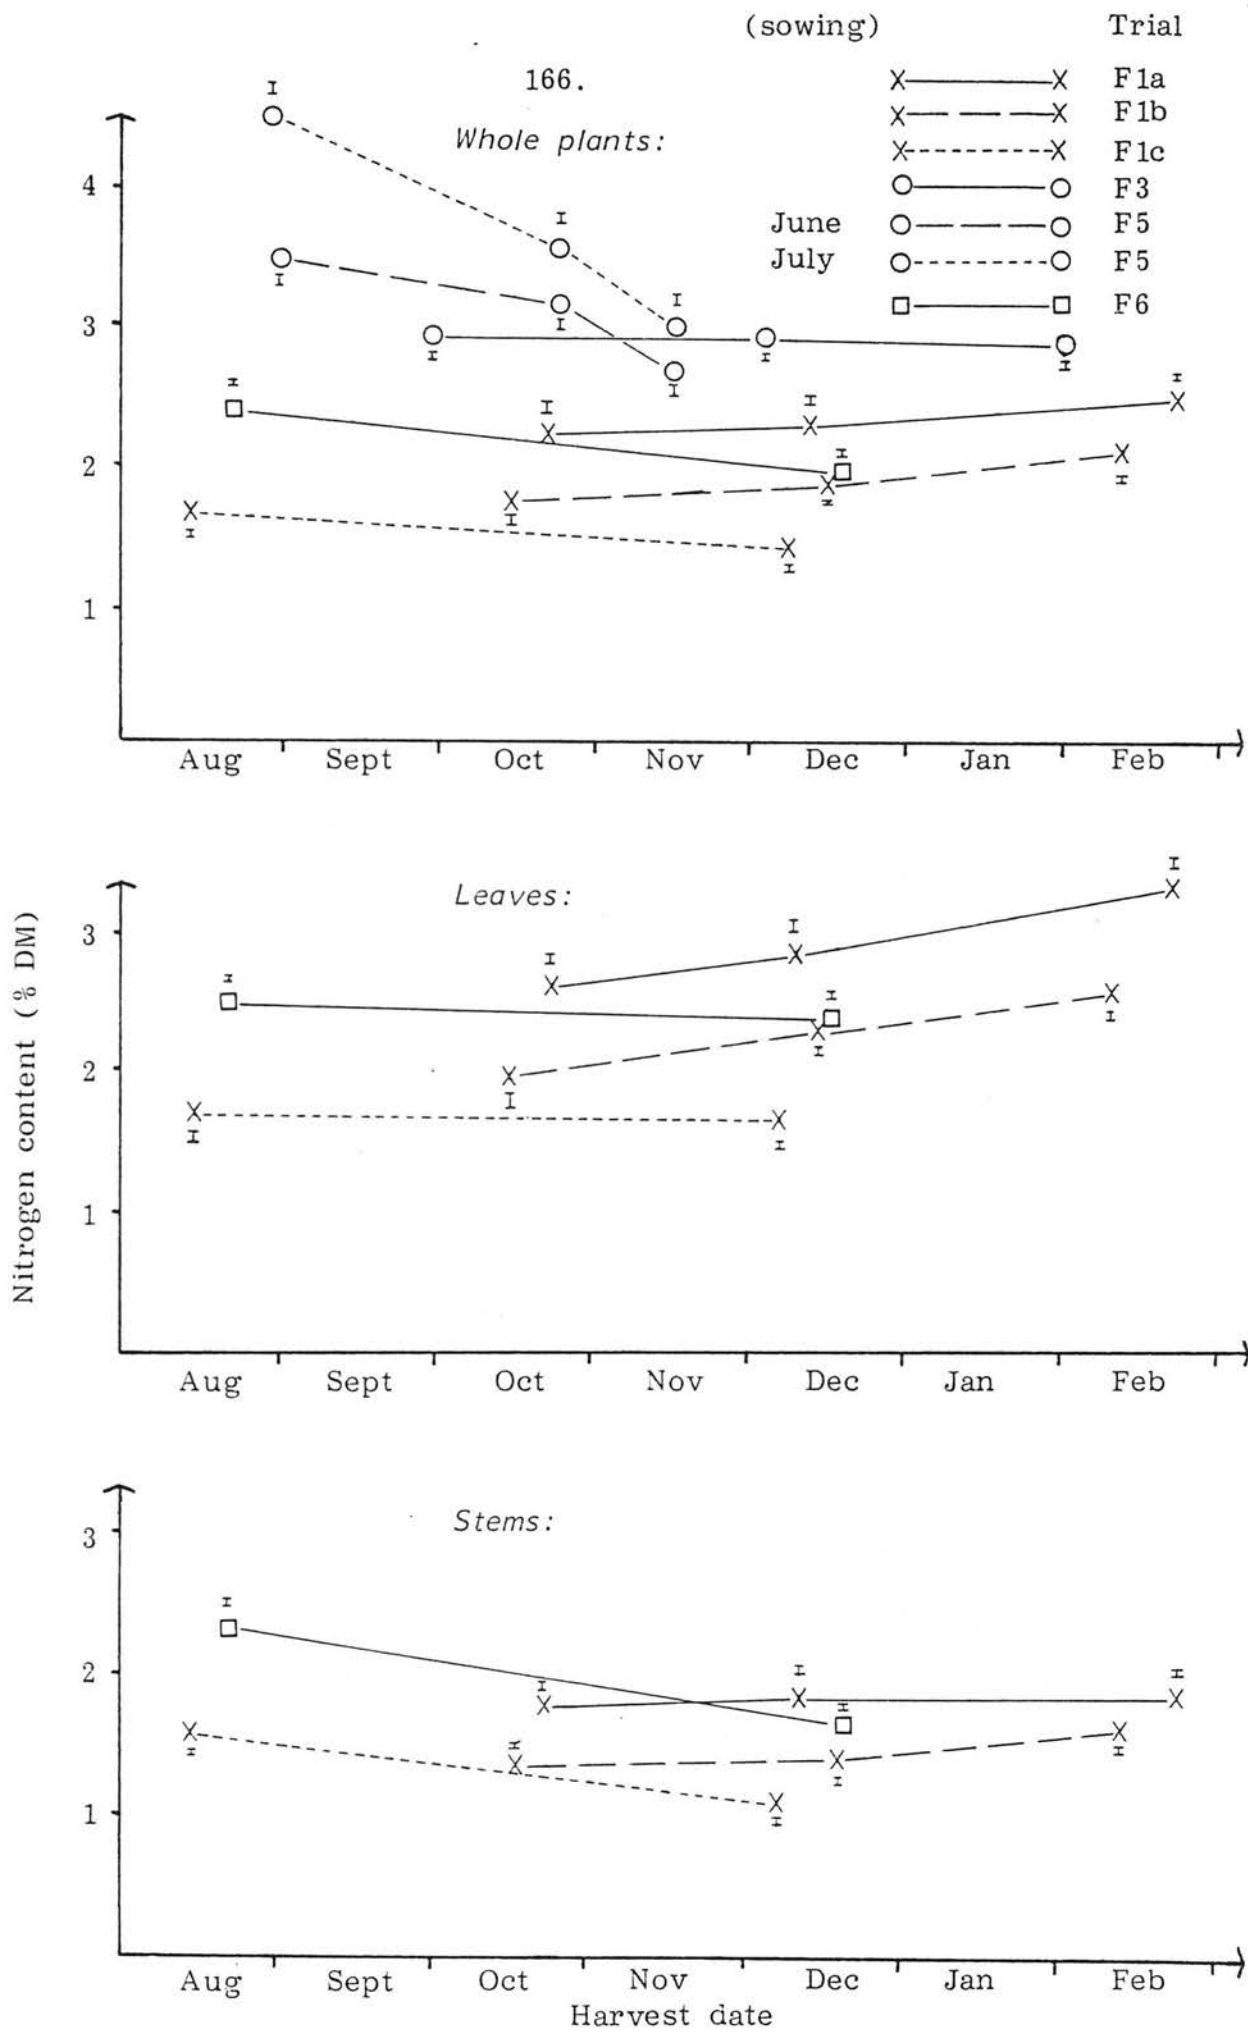 (sowing) Trial
166.
F1a
F1b
F1c
F3
June F5
July F5
F6
Whole plants:
4
3
2
1
Aug Sept Oct Nov Dec Jan Feb
Nitrogen content (% DM)
Leaves:
3
2
1
Aug Sept Oct Nov Dec Jan Feb
Stems:
3
2
1
Aug Sept Oct Nov Dec Jan Feb
Harvest date